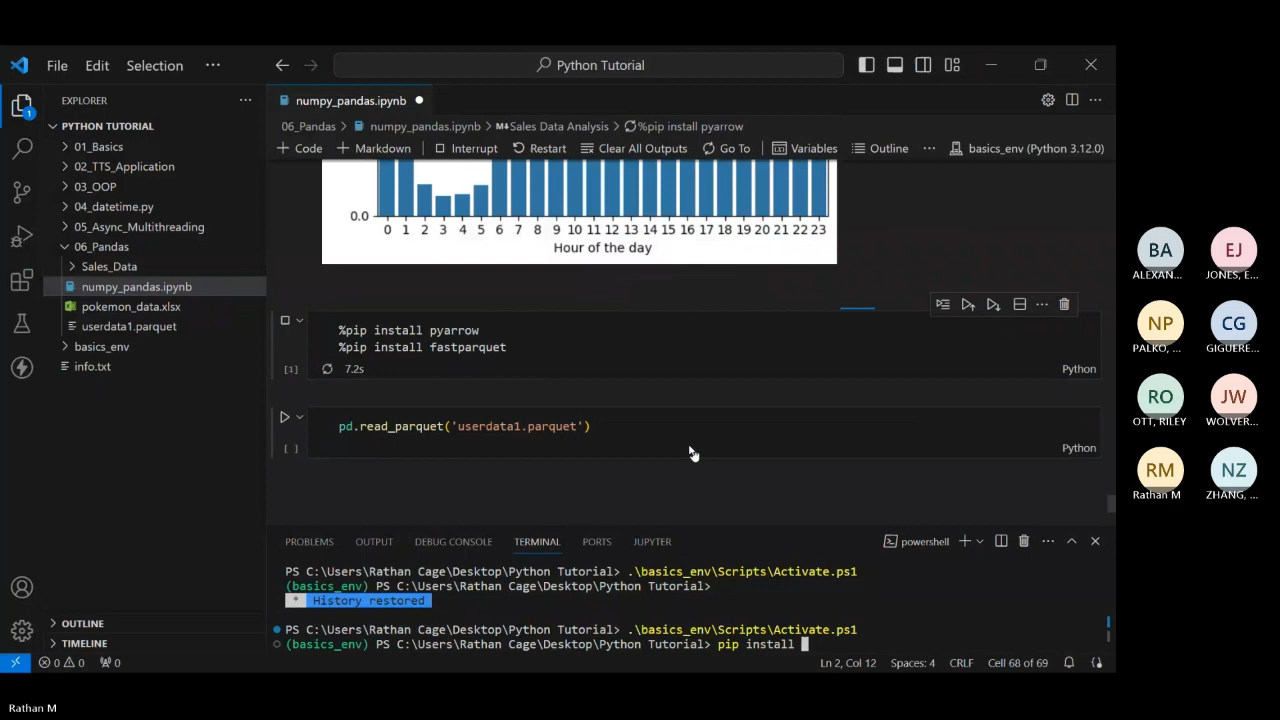 File Edit Selection ···
Python Tutorial
EXPLORER ···
PYTHON TUTORIAL
01_Basics
02_TTS_Application
03_OOP
04_datetime.py
05_Async_Multithreading
06_Pandas
Sales_Data
numpy_pandas.ipynb
pokemon_data.xlsx
userdata1.parquet
basics_env
info.txt
OUTLINE
TIMELINE
1
numpy_pandas.ipynb
06_Pandas > numpy_pandas.ipynb > M↓Sales Data Analysis > %pip install pyarrow
+ Code + Markdown Interrupt Restart Clear All Outputs Go To Variables Outline ··· basics_env (Python 3.12.0)
0.0
0 1 2 3 4 5 6 7 8 9 10 11 12 13 14 15 16 17 18 19 20 21 22 23
Hour of the day
%pip install pyarrow
%pip install fastparquet
[1] 7.2s Python
pd.read_parquet('userdata1.parquet')
[ ] Python
PROBLEMS OUTPUT DEBUG CONSOLE TERMINAL PORTS JUPYTER powershell
PS C:\Users\Rathan Cage\Desktop\Python Tutorial> .\basics_env\Scripts\Activate.ps1
(basics_env) PS C:\Users\Rathan Cage\Desktop\Python Tutorial>
* History restored
PS C:\Users\Rathan Cage\Desktop\Python Tutorial> .\basics_env\Scripts\Activate.ps1
(basics_env) PS C:\Users\Rathan Cage\Desktop\Python Tutorial> pip install
0 0 0 Ln 2, Col 12 Spaces: 4 CRLF Cell 68 of 69
BA EJ
ALEXAN... JONES, E...
NP CG
PALKO, ... GIGUERE...
RO JW
OTT, RILEY WOLVER...
RM NZ
Rathan M ZHANG, ...
Rathan M